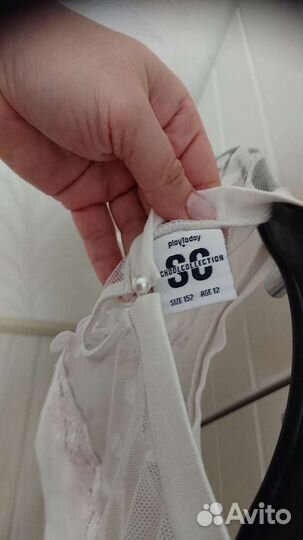 playToday
SC
SCHOOL COLLECTION
SIZE 152 AGE 12
Avito